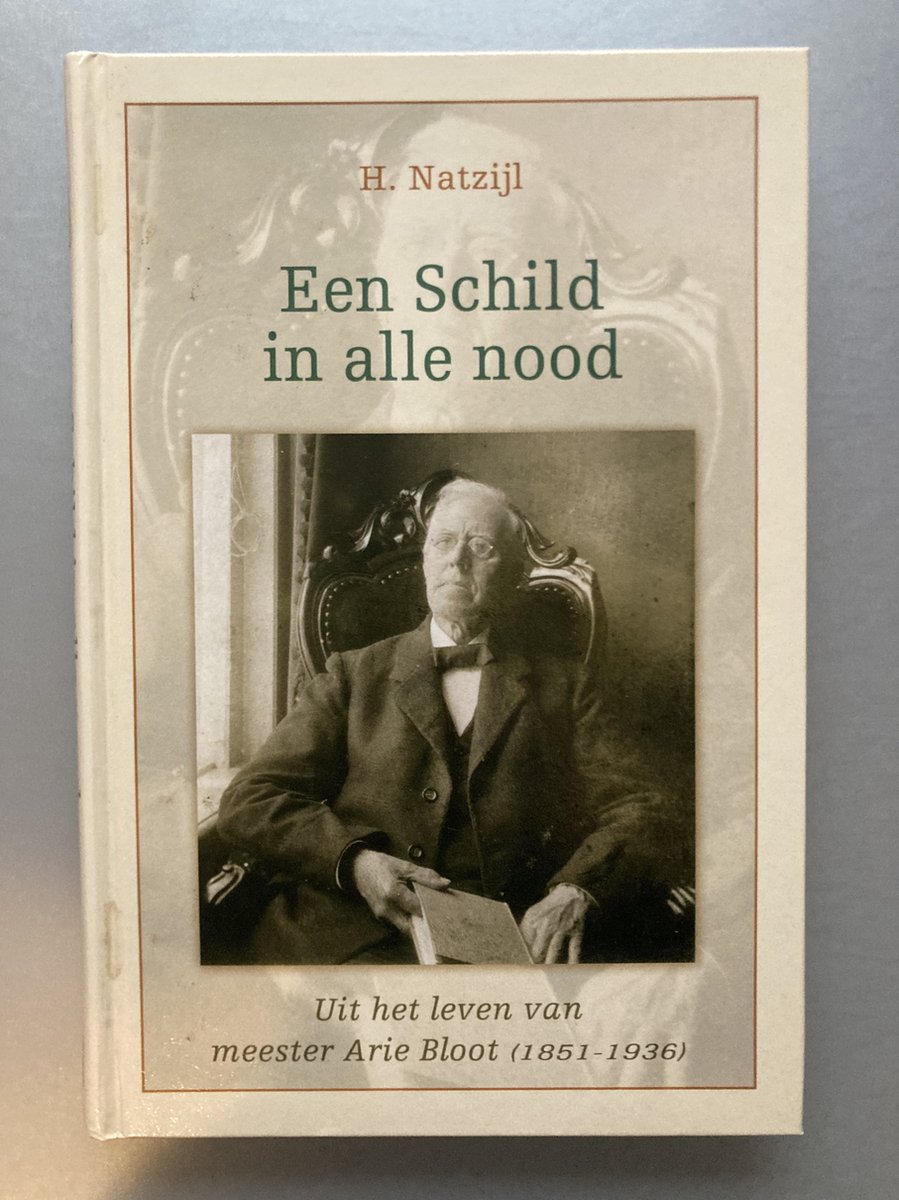 H. Natzijl
Een Schild
in alle nood
Uit het leven van
meester Arie Bloot (1851-1936)